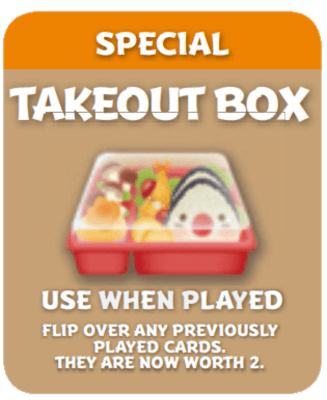 SPECIAL
TAKEOUT BOX
USE WHEN PLAYED
FLIP OVER ANY PREVIOUSLY
PLAYED CARDS.
THEY ARE NOW WORTH 2.